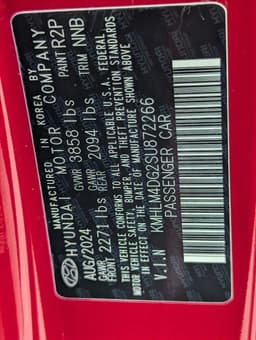 MANUFACTURED IN KOREA BY
HYUNDAI MOTOR COMPANY
AUG/2024 GVWR 3858 lbs PAINT R2P
GAWR FRONT 2271 lbs GAWR REAR 2094 lbs TRIM NNB
THIS VEHICLE CONFORMS TO ALL APPLICABLE U.S.A. FEDERAL
MOTOR VEHICLE SAFETY, BUMPER, AND THEFT PREVENTION
STANDARDS IN EFFECT ON THE DATE OF MANUFACTURE SHOWN ABOVE.
V.I.N KMHLM4DG2SU872266
PASSENGER CAR